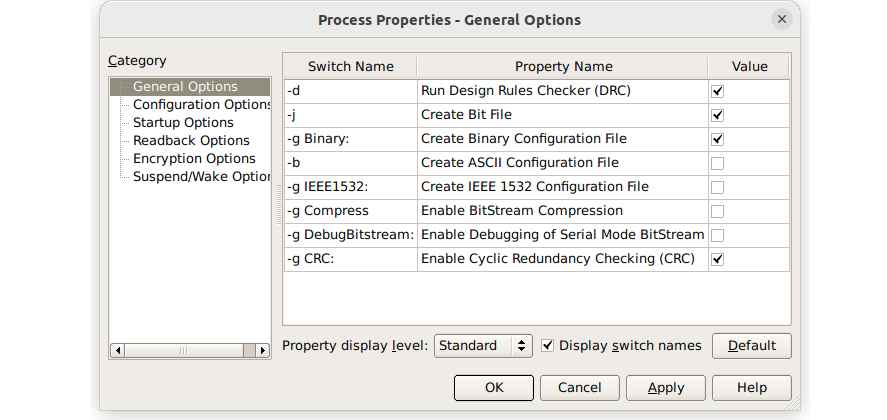 Process Properties - General Options
Category
General Options
Configuration Options
Startup Options
Readback Options
Encryption Options
Suspend/Wake Option
Switch Name Property Name Value
-d Run Design Rules Checker (DRC)
-j Create Bit File
-g Binary: Create Binary Configuration File
-b Create ASCII Configuration File
-g IEEE1532: Create IEEE 1532 Configuration File
-g Compress Enable BitStream Compression
-g DebugBitstream: Enable Debugging of Serial Mode BitStream
-g CRC: Enable Cyclic Redundancy Checking (CRC)
Property display level: Standard Display switch names Default
OK Cancel Apply Help